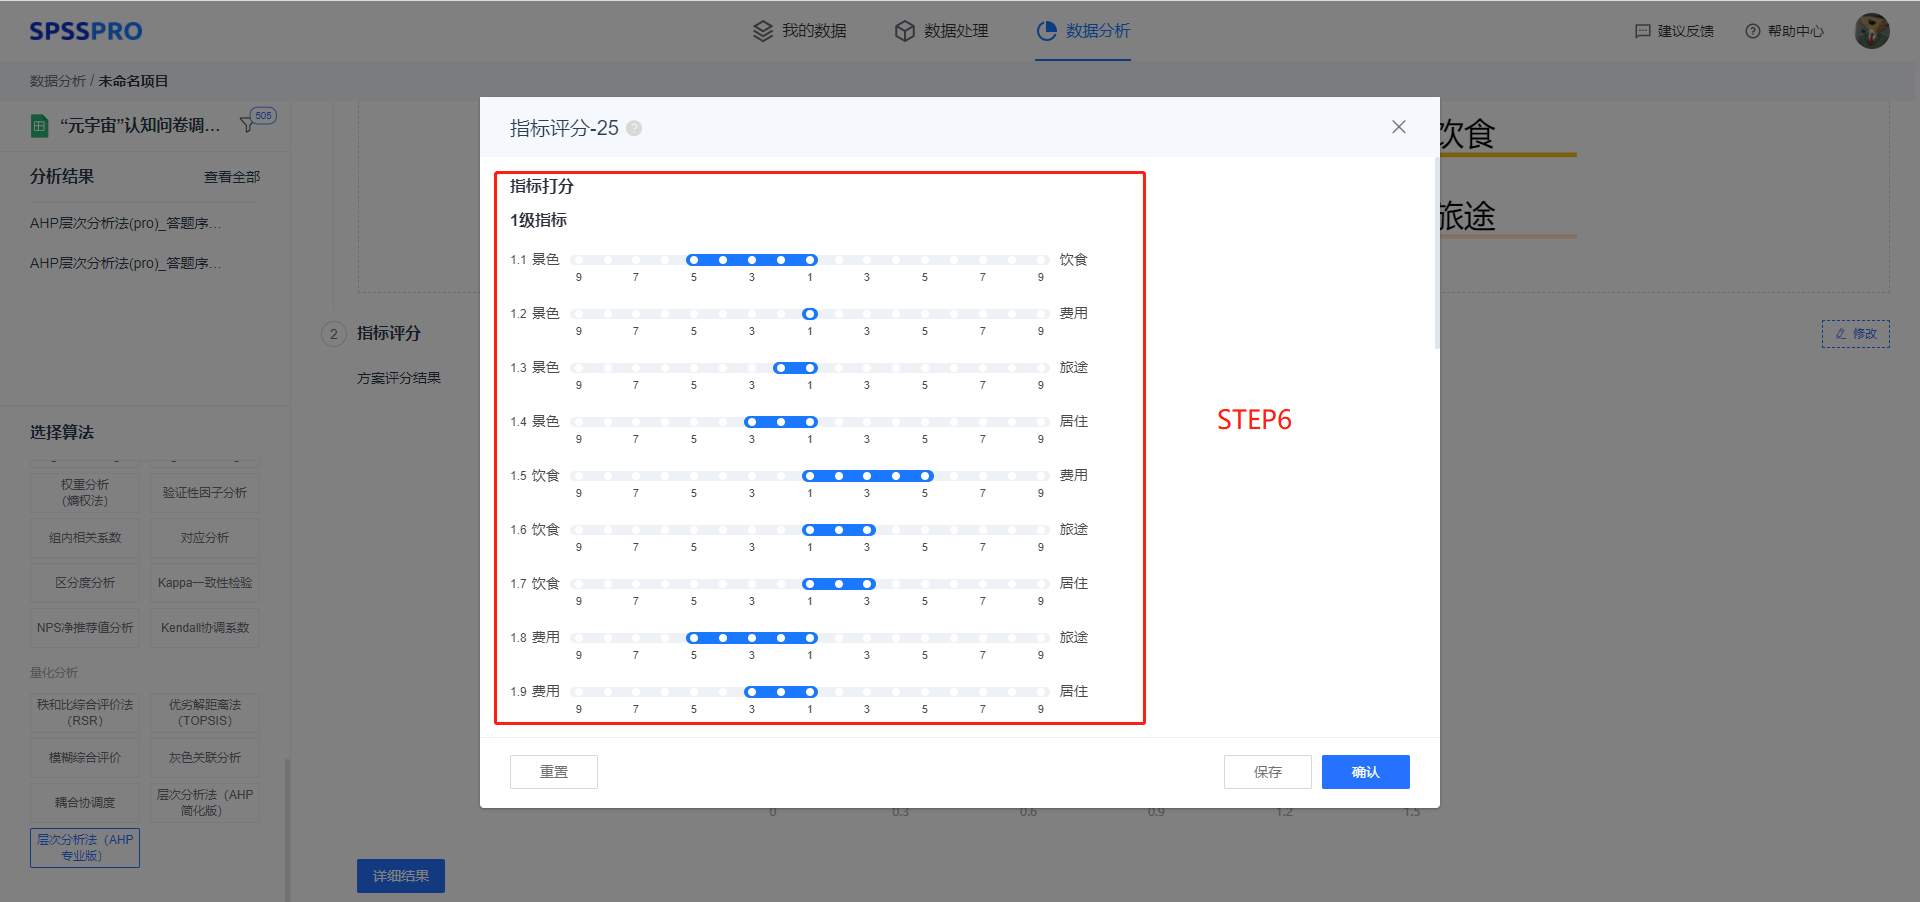 SPSSPRO
我的数据
数据处理
数据分析
建议反馈
帮助中心
数据分析 / 未命名项目
“元宇宙”认知问卷调...
505
分析结果
查看全部
AHP层次分析法(pro)_答题序...
AHP层次分析法(pro)_答题序...
选择算法
权重分析
（熵权法）
验证性因子分析
组内相关系数
对应分析
区分度分析
Kappa一致性检验
NPS净推荐值分析
Kendall协调系数
量化分析
秩和比综合评价法
（RSR）
优劣解距离法
（TOPSIS）
模糊综合评价
灰色关联分析
耦合协调度
层次分析法（AHP
简化版）
层次分析法（AHP
专业版）
2
指标评分
方案评分结果
饮食
旅途
修改
指标评分-25
?
指标打分
1级指标
1.1 景色
饮食
9 7 5 3 1 3 5 7 9
1.2 景色
费用
9 7 5 3 1 3 5 7 9
1.3 景色
旅途
9 7 5 3 1 3 5 7 9
1.4 景色
居住
9 7 5 3 1 3 5 7 9
1.5 饮食
费用
9 7 5 3 1 3 5 7 9
1.6 饮食
旅途
9 7 5 3 1 3 5 7 9
1.7 饮食
居住
9 7 5 3 1 3 5 7 9
1.8 费用
旅途
9 7 5 3 1 3 5 7 9
1.9 费用
居住
9 7 5 3 1 3 5 7 9
STEP6
重置
保存
确认
0 0.3 0.6 0.9 1.2 1.5
详细结果